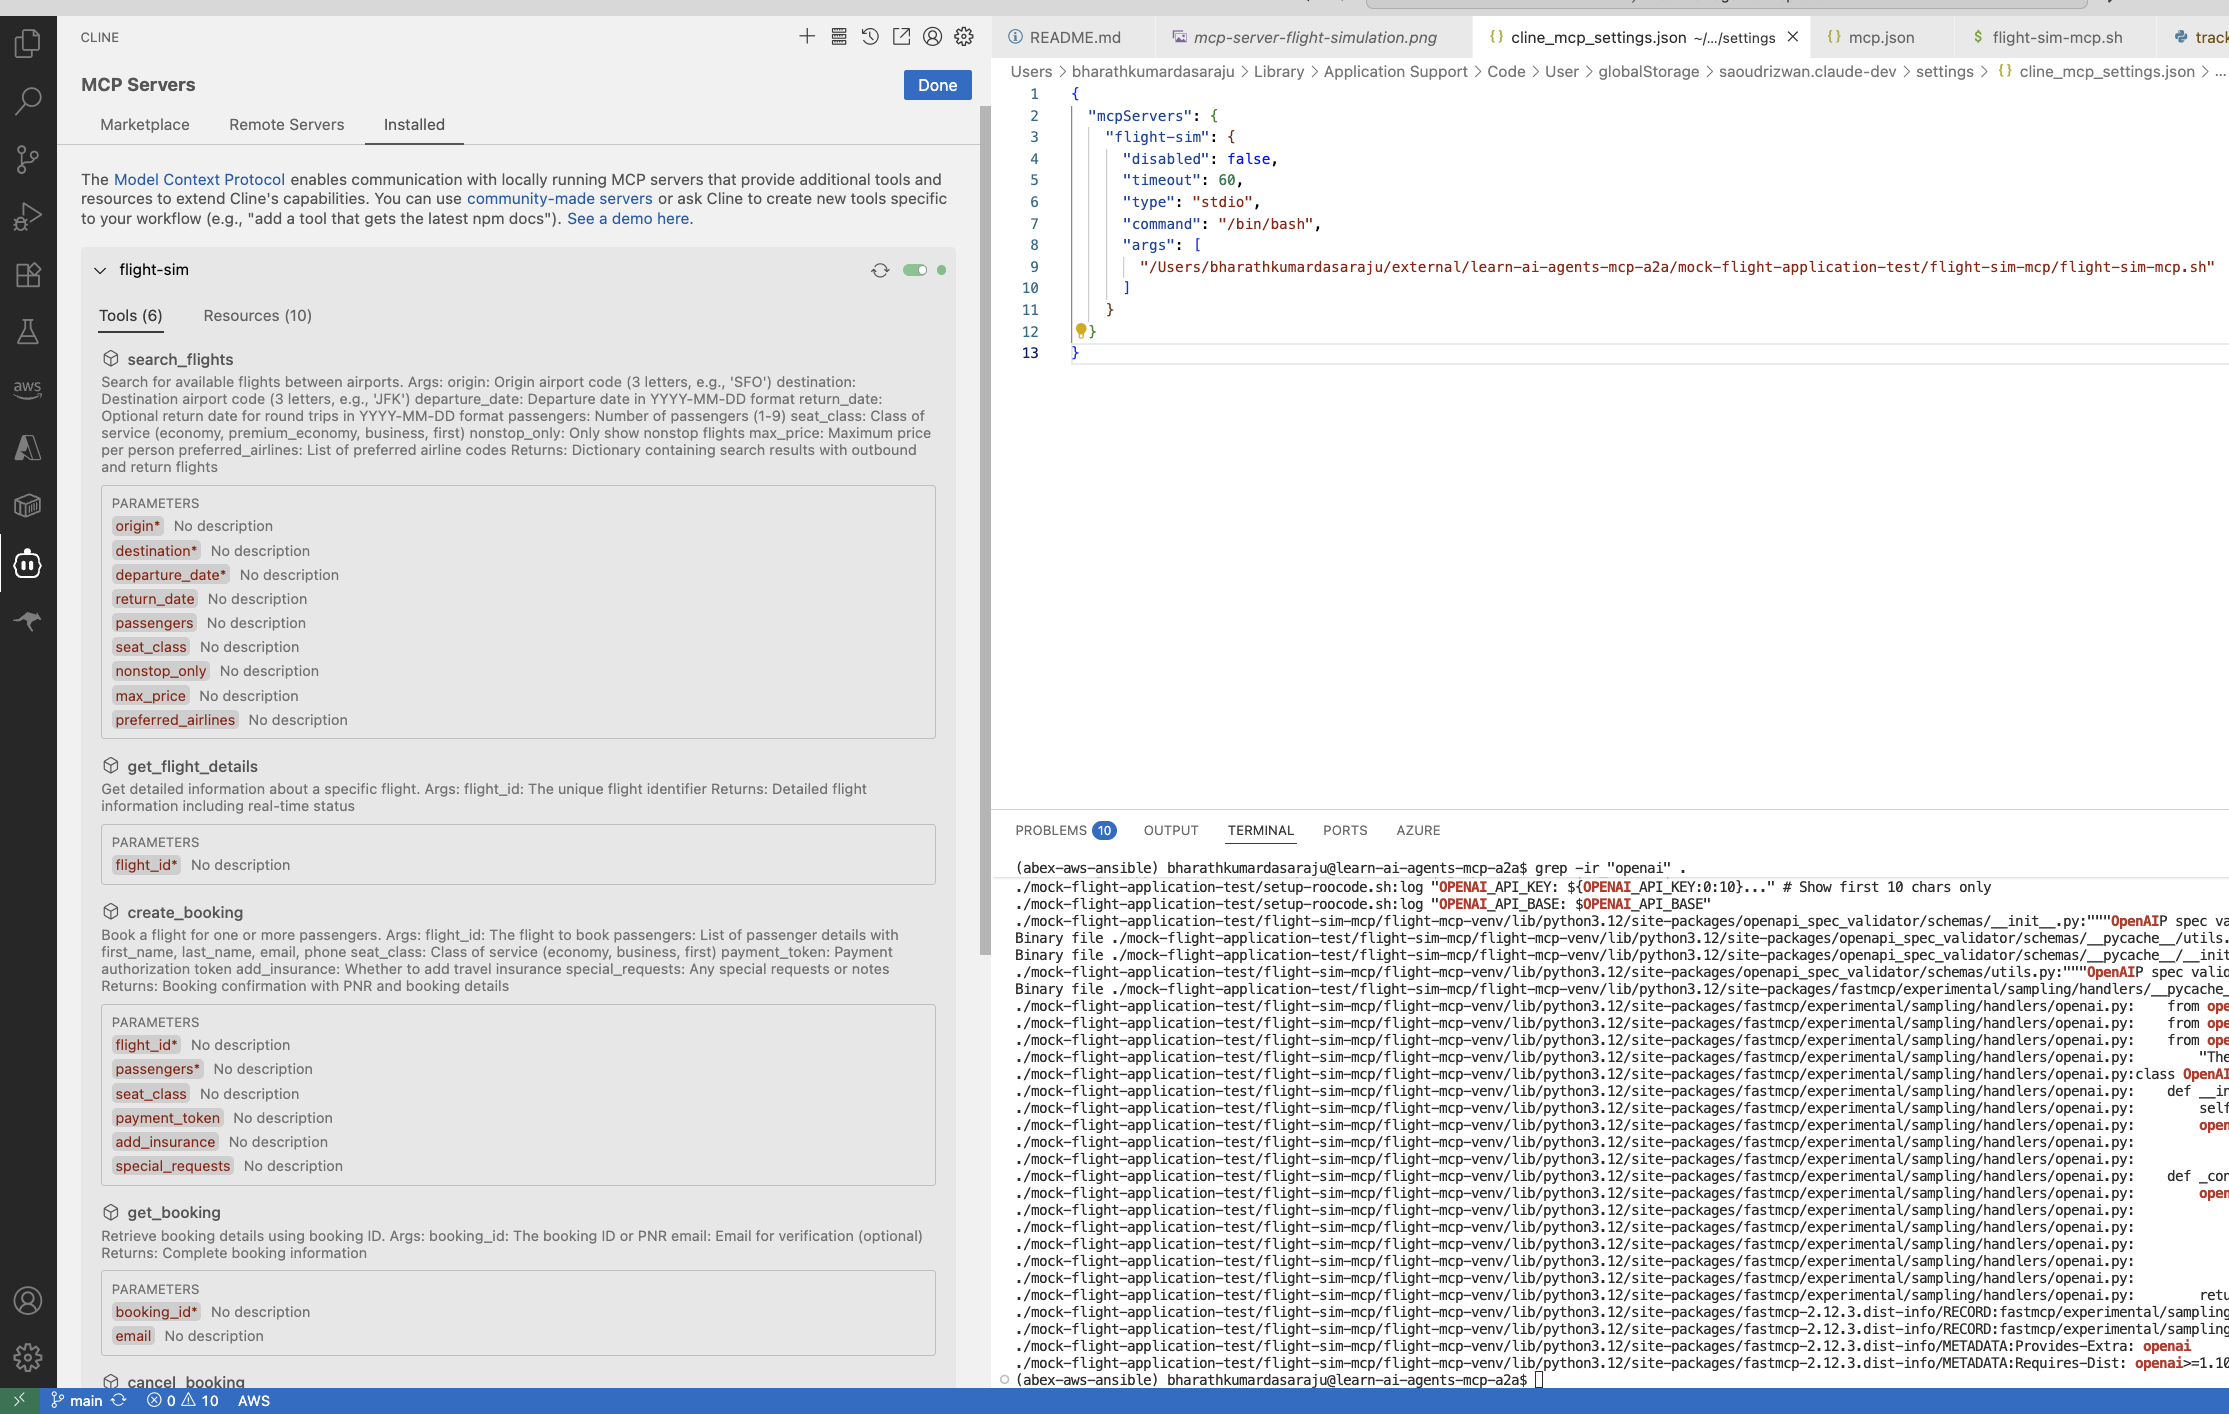 CLINE
MCP Servers
Done
Marketplace
Remote Servers
Installed
The Model Context Protocol enables communication with locally running MCP servers that provide additional tools and
resources to extend Cline's capabilities. You can use community-made servers or ask Cline to create new tools specific
to your workflow (e.g., "add a tool that gets the latest npm docs"). See a demo here.
flight-sim
Tools (6)
Resources (10)
search_flights
Search for available flights between airports. Args: origin: Origin airport code (3 letters, e.g., 'SFO') destination:
Destination airport code (3 letters, e.g., 'JFK') departure_date: Departure date in YYYY-MM-DD format return_date:
Optional return date for round trips in YYYY-MM-DD format passengers: Number of passengers (1-9) seat_class: Class of
service (economy, premium_economy, business, first) nonstop_only: Only show nonstop flights max_price: Maximum price
per person preferred_airlines: List of preferred airline codes Returns: Dictionary containing search results with outbound
and return flights
PARAMETERS
origin* No description
destination* No description
departure_date* No description
return_date No description
passengers No description
seat_class No description
nonstop_only No description
max_price No description
preferred_airlines No description
get_flight_details
Get detailed information about a specific flight. Args: flight_id: The unique flight identifier Returns: Detailed flight
information including real-time status
PARAMETERS
flight_id* No description
create_booking
Book a flight for one or more passengers. Args: flight_id: The flight to book passengers: List of passenger details with
first_name, last_name, email, phone seat_class: Class of service (economy, business, first) payment_token: Payment
authorization token add_insurance: Whether to add travel insurance special_requests: Any special requests or notes
Returns: Booking confirmation with PNR and booking details
PARAMETERS
flight_id* No description
passengers* No description
seat_class No description
payment_token No description
add_insurance No description
special_requests No description
get_booking
Retrieve booking details using booking ID. Args: booking_id: The booking ID or PNR email: Email for verification (optional)
Returns: Complete booking information
PARAMETERS
booking_id* No description
email No description
cancel_booking
aws
README.md
mcp-server-flight-simulation.png
cline_mcp_settings.json ~/.../settings
mcp.json
flight-sim-mcp.sh
track
Users > bharathkumardasaraju > Library > Application Support > Code > User > globalStorage > saoudrizwan.claude-dev > settings > {} cline_mcp_settings.json > ...
1 {
2 "mcpServers": {
3 "flight-sim": {
4 "disabled": false,
5 "timeout": 60,
6 "type": "stdio",
7 "command": "/bin/bash",
8 "args": [
9 "/Users/bharathkumardasaraju/external/learn-ai-agents-mcp-a2a/mock-flight-application-test/flight-sim-mcp/flight-sim-mcp.sh"
10 ]
11 }
12 }
13 }
PROBLEMS 10
OUTPUT
TERMINAL
PORTS
AZURE
(abex-aws-ansible) bharathkumardasaraju@learn-ai-agents-mcp-a2a$ grep -ir "openai" .
./mock-flight-application-test/setup-roocode.sh:log "OPENAI_API_KEY: ${OPENAI_API_KEY:0:10}..." # Show first 10 chars only
./mock-flight-application-test/setup-roocode.sh:log "OPENAI_API_BASE: $OPENAI_API_BASE"
./mock-flight-application-test/flight-sim-mcp/flight-mcp-venv/lib/python3.12/site-packages/openapi_spec_validator/schemas/__init__.py:"""OpenAIP spec va
Binary file ./mock-flight-application-test/flight-sim-mcp/flight-mcp-venv/lib/python3.12/site-packages/openapi_spec_validator/schemas/__pycache__/utils.
Binary file ./mock-flight-application-test/flight-sim-mcp/flight-mcp-venv/lib/python3.12/site-packages/openapi_spec_validator/schemas/__pycache__/__init
./mock-flight-application-test/flight-sim-mcp/flight-mcp-venv/lib/python3.12/site-packages/openapi_spec_validator/schemas/utils.py:"""OpenAIP spec valid
Binary file ./mock-flight-application-test/flight-sim-mcp/flight-mcp-venv/lib/python3.12/site-packages/fastmcp/experimental/sampling/handlers/__pycache_
./mock-flight-application-test/flight-sim-mcp/flight-mcp-venv/lib/python3.12/site-packages/fastmcp/experimental/sampling/handlers/openai.py: from ope
./mock-flight-application-test/flight-sim-mcp/flight-mcp-venv/lib/python3.12/site-packages/fastmcp/experimental/sampling/handlers/openai.py: from ope
./mock-flight-application-test/flight-sim-mcp/flight-mcp-venv/lib/python3.12/site-packages/fastmcp/experimental/sampling/handlers/openai.py: from ope
./mock-flight-application-test/flight-sim-mcp/flight-mcp-venv/lib/python3.12/site-packages/fastmcp/experimental/sampling/handlers/openai.py: "The
./mock-flight-application-test/flight-sim-mcp/flight-mcp-venv/lib/python3.12/site-packages/fastmcp/experimental/sampling/handlers/openai.py:class OpenAI
./mock-flight-application-test/flight-sim-mcp/flight-mcp-venv/lib/python3.12/site-packages/fastmcp/experimental/sampling/handlers/openai.py: def __in
./mock-flight-application-test/flight-sim-mcp/flight-mcp-venv/lib/python3.12/site-packages/fastmcp/experimental/sampling/handlers/openai.py: self
./mock-flight-application-test/flight-sim-mcp/flight-mcp-venv/lib/python3.12/site-packages/fastmcp/experimental/sampling/handlers/openai.py: open
./mock-flight-application-test/flight-sim-mcp/flight-mcp-venv/lib/python3.12/site-packages/fastmcp/experimental/sampling/handlers/openai.py:
./mock-flight-application-test/flight-sim-mcp/flight-mcp-venv/lib/python3.12/site-packages/fastmcp/experimental/sampling/handlers/openai.py:
./mock-flight-application-test/flight-sim-mcp/flight-mcp-venv/lib/python3.12/site-packages/fastmcp/experimental/sampling/handlers/openai.py: def _con
./mock-flight-application-test/flight-sim-mcp/flight-mcp-venv/lib/python3.12/site-packages/fastmcp/experimental/sampling/handlers/openai.py: open
./mock-flight-application-test/flight-sim-mcp/flight-mcp-venv/lib/python3.12/site-packages/fastmcp/experimental/sampling/handlers/openai.py:
./mock-flight-application-test/flight-sim-mcp/flight-mcp-venv/lib/python3.12/site-packages/fastmcp/experimental/sampling/handlers/openai.py:
./mock-flight-application-test/flight-sim-mcp/flight-mcp-venv/lib/python3.12/site-packages/fastmcp/experimental/sampling/handlers/openai.py:
./mock-flight-application-test/flight-sim-mcp/flight-mcp-venv/lib/python3.12/site-packages/fastmcp/experimental/sampling/handlers/openai.py:
./mock-flight-application-test/flight-sim-mcp/flight-mcp-venv/lib/python3.12/site-packages/fastmcp/experimental/sampling/handlers/openai.py:
./mock-flight-application-test/flight-sim-mcp/flight-mcp-venv/lib/python3.12/site-packages/fastmcp/experimental/sampling/handlers/openai.py: retu
./mock-flight-application-test/flight-sim-mcp/flight-mcp-venv/lib/python3.12/site-packages/fastmcp-2.12.3.dist-info/RECORD:fastmcp/experimental/sampling
./mock-flight-application-test/flight-sim-mcp/flight-mcp-venv/lib/python3.12/site-packages/fastmcp-2.12.3.dist-info/RECORD:fastmcp/experimental/sampling
./mock-flight-application-test/flight-sim-mcp/flight-mcp-venv/lib/python3.12/site-packages/fastmcp-2.12.3.dist-info/METADATA:Provides-Extra: openai
./mock-flight-application-test/flight-sim-mcp/flight-mcp-venv/lib/python3.12/site-packages/fastmcp-2.12.3.dist-info/METADATA:Requires-Dist: openai>=1.10
(abex-aws-ansible) bharathkumardasaraju@learn-ai-agents-mcp-a2a$
main 0 10 AWS